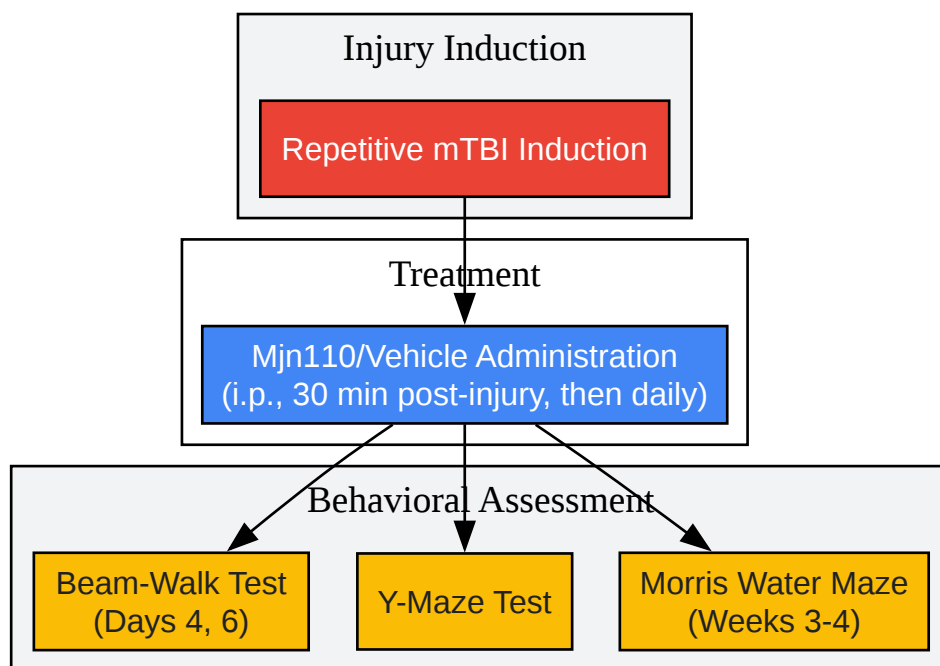 Injury Induction
Repetitive mTBI Induction
Treatment
Mjn110/Vehicle Administration
(i.p., 30 min post-injury, then daily)
Behavioral Assessment
Beam-Walk Test
(Days 4, 6)
Y-Maze Test
Morris Water Maze
(Weeks 3-4)